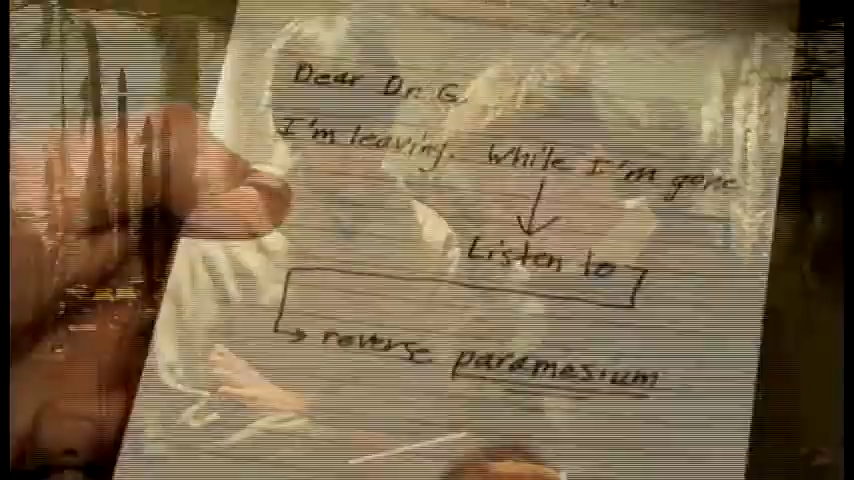 Dear Dr. G
I'm leaving. While I'm gone
Listen to
reverse paramesium